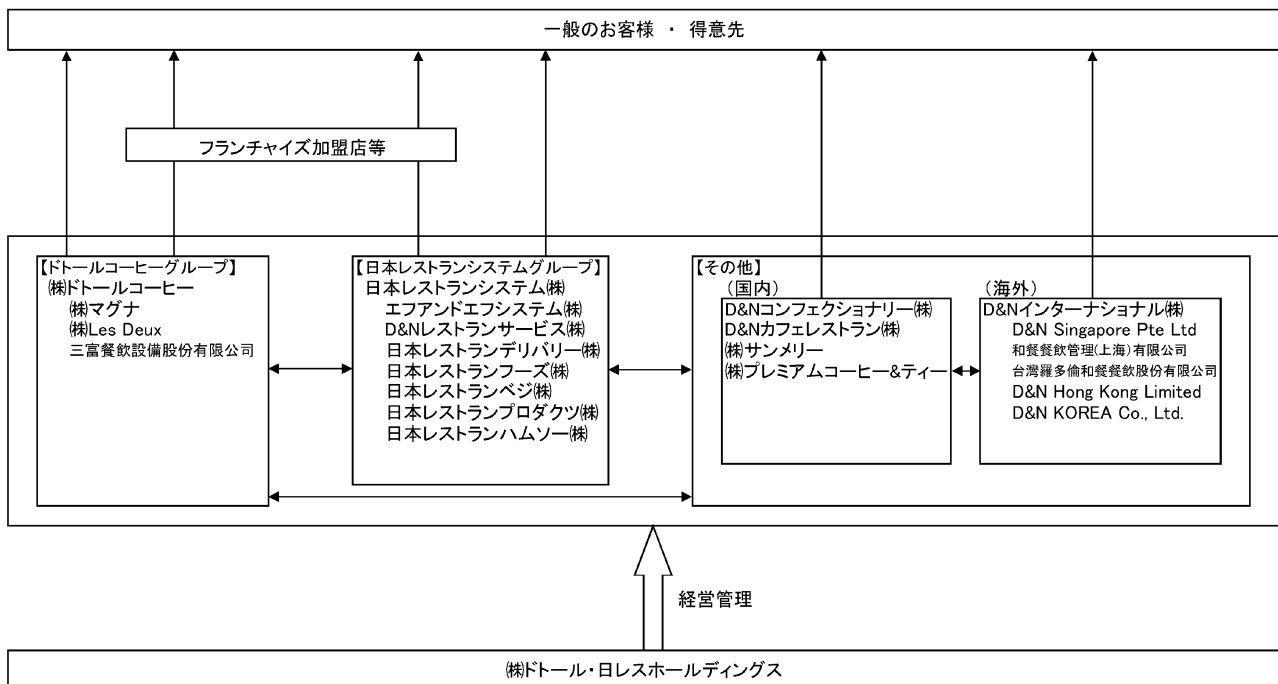 一般のお客様 ・ 得意先
フランチャイズ加盟店等
【ドトールコーヒーグループ】
㈱ドトールコーヒー
㈱マグナ
㈱Les Deux
三富餐飲設備股份有限公司
【日本レストランシステムグループ】
日本レストランシステム㈱
エフアンドエフシステム㈱
D&Nレストランサービス㈱
日本レストランデリバリー㈱
日本レストランフーズ㈱
日本レストランベジ㈱
日本レストランプロダクツ㈱
日本レストランハムソー㈱
【その他】
（国内）
D&Nコンフェクショナリー㈱
D&Nカフェレストラン㈱
㈱サンメリー
㈱プレミアムコーヒー&ティー
（海外）
D&Nインターナショナル㈱
D&N Singapore Pte Ltd
和餐餐飲管理(上海)有限公司
台灣羅多倫和餐餐飲股份有限公司
D&N Hong Kong Limited
D&N KOREA Co., Ltd.
経営管理
㈱ドトール・日レスホールディングス